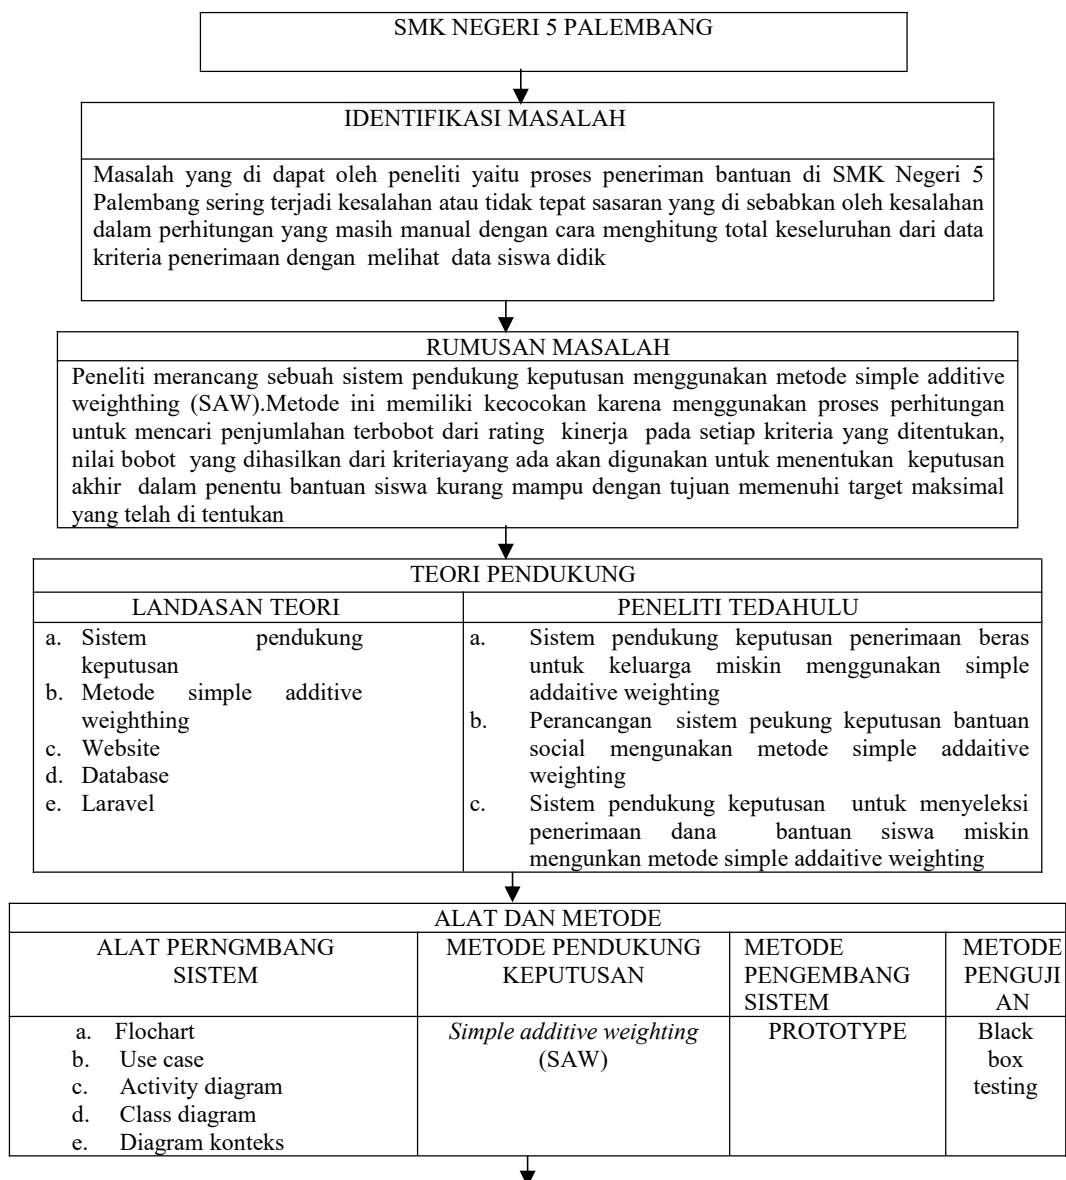 SMK NEGERI 5 PALEMBANG
IDENTIFIKASI MASALAH
Masalah yang di dapat oleh peneliti yaitu proses peneriman bantuan di SMK Negeri 5
Palembang sering terjadi kesalahan atau tidak tepat sasaran yang di sebabkan oleh kesalahan
dalam perhitungan yang masih manual dengan cara menghitung total keseluruhan dari data
kriteria penerimaan dengan melihat data siswa didik
RUMUSAN MASALAH
Peneliti merancang sebuah sistem pendukung keputusan menggunakan metode simple additive
weighthing (SAW).Metode ini memiliki kecocokan karena menggunakan proses perhitungan
untuk mencari penjumlahan terbobot dari rating kinerja pada setiap kriteria yang ditentukan,
nilai bobot yang dihasilkan dari kriteriayang ada akan digunakan untuk menentukan keputusan
akhir dalam penentu bantuan siswa kurang mampu dengan tujuan memenuhi target maksimal
yang telah di tentukan
TEORI PENDUKUNG
LANDASAN TEORI
a. Sistem pendukung
keputusan
b. Metode simple additive
weighthing
c. Website
d. Database
e. Laravel
PENELITI TEDAHULU
a. Sistem pendukung keputusan penerimaan beras
untuk keluarga miskin menggunakan simple
addaitive weighting
b. Perancangan sistem peukung keputusan bantuan
social mengunakan metode simple addaitive
weighting
c. Sistem pendukung keputusan untuk menyeleksi
penerimaan dana bantuan siswa miskin
mengunkan metode simple addaitive weighting
ALAT DAN METODE
ALAT PERNGMBANG
SISTEM
a. Flochart
b. Use case
c. Activity diagram
d. Class diagram
e. Diagram konteks
METODE PENDUKUNG
KEPUTUSAN
Simple additive weighting
(SAW)
METODE
PENGEMBANG
SISTEM
PROTOTYPE
METODE
PENGUJI
AN
Black
box
testing